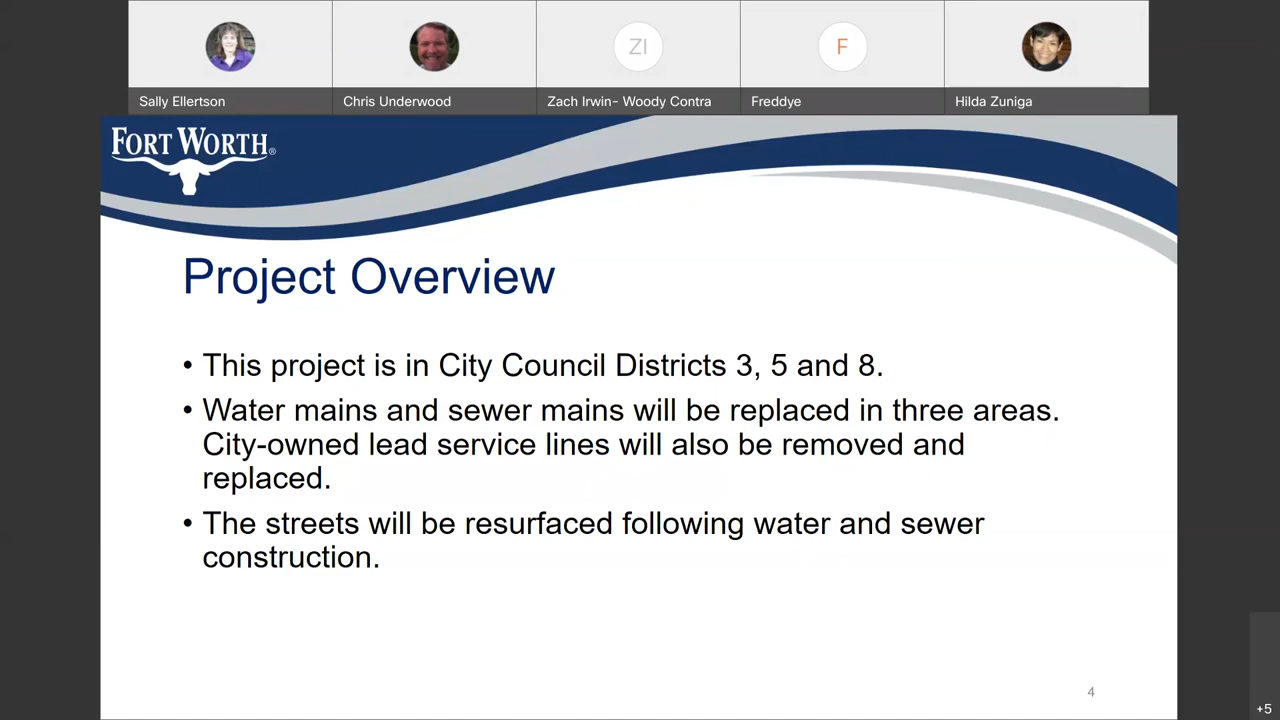 ZI
F
Sally Ellertson
Chris Underwood
Zach Irwin- Woody Contra
Freddye
Hilda Zuniga
FORT WORTH®
Project Overview
• This project is in City Council Districts 3, 5 and 8.
• Water mains and sewer mains will be replaced in three areas.
City-owned lead service lines will also be removed and
replaced.
• The streets will be resurfaced following water and sewer
construction.
4
+5